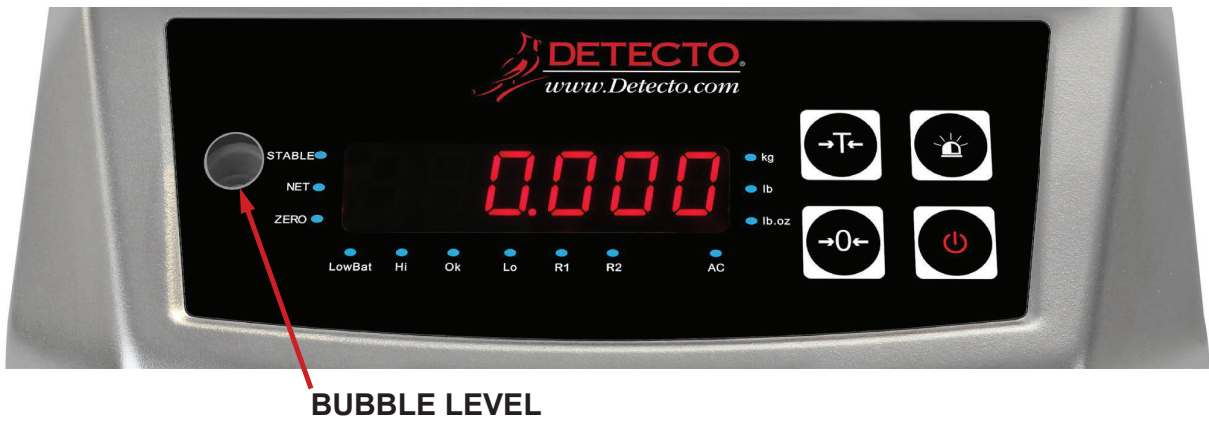 DETECTO®
www.Detecto.com
STABLE
NET
ZERO
0.000
kg
lb
lb.oz
LowBat Hi Ok Lo R1 R2 AC
→T←
→0←
BUBBLE LEVEL